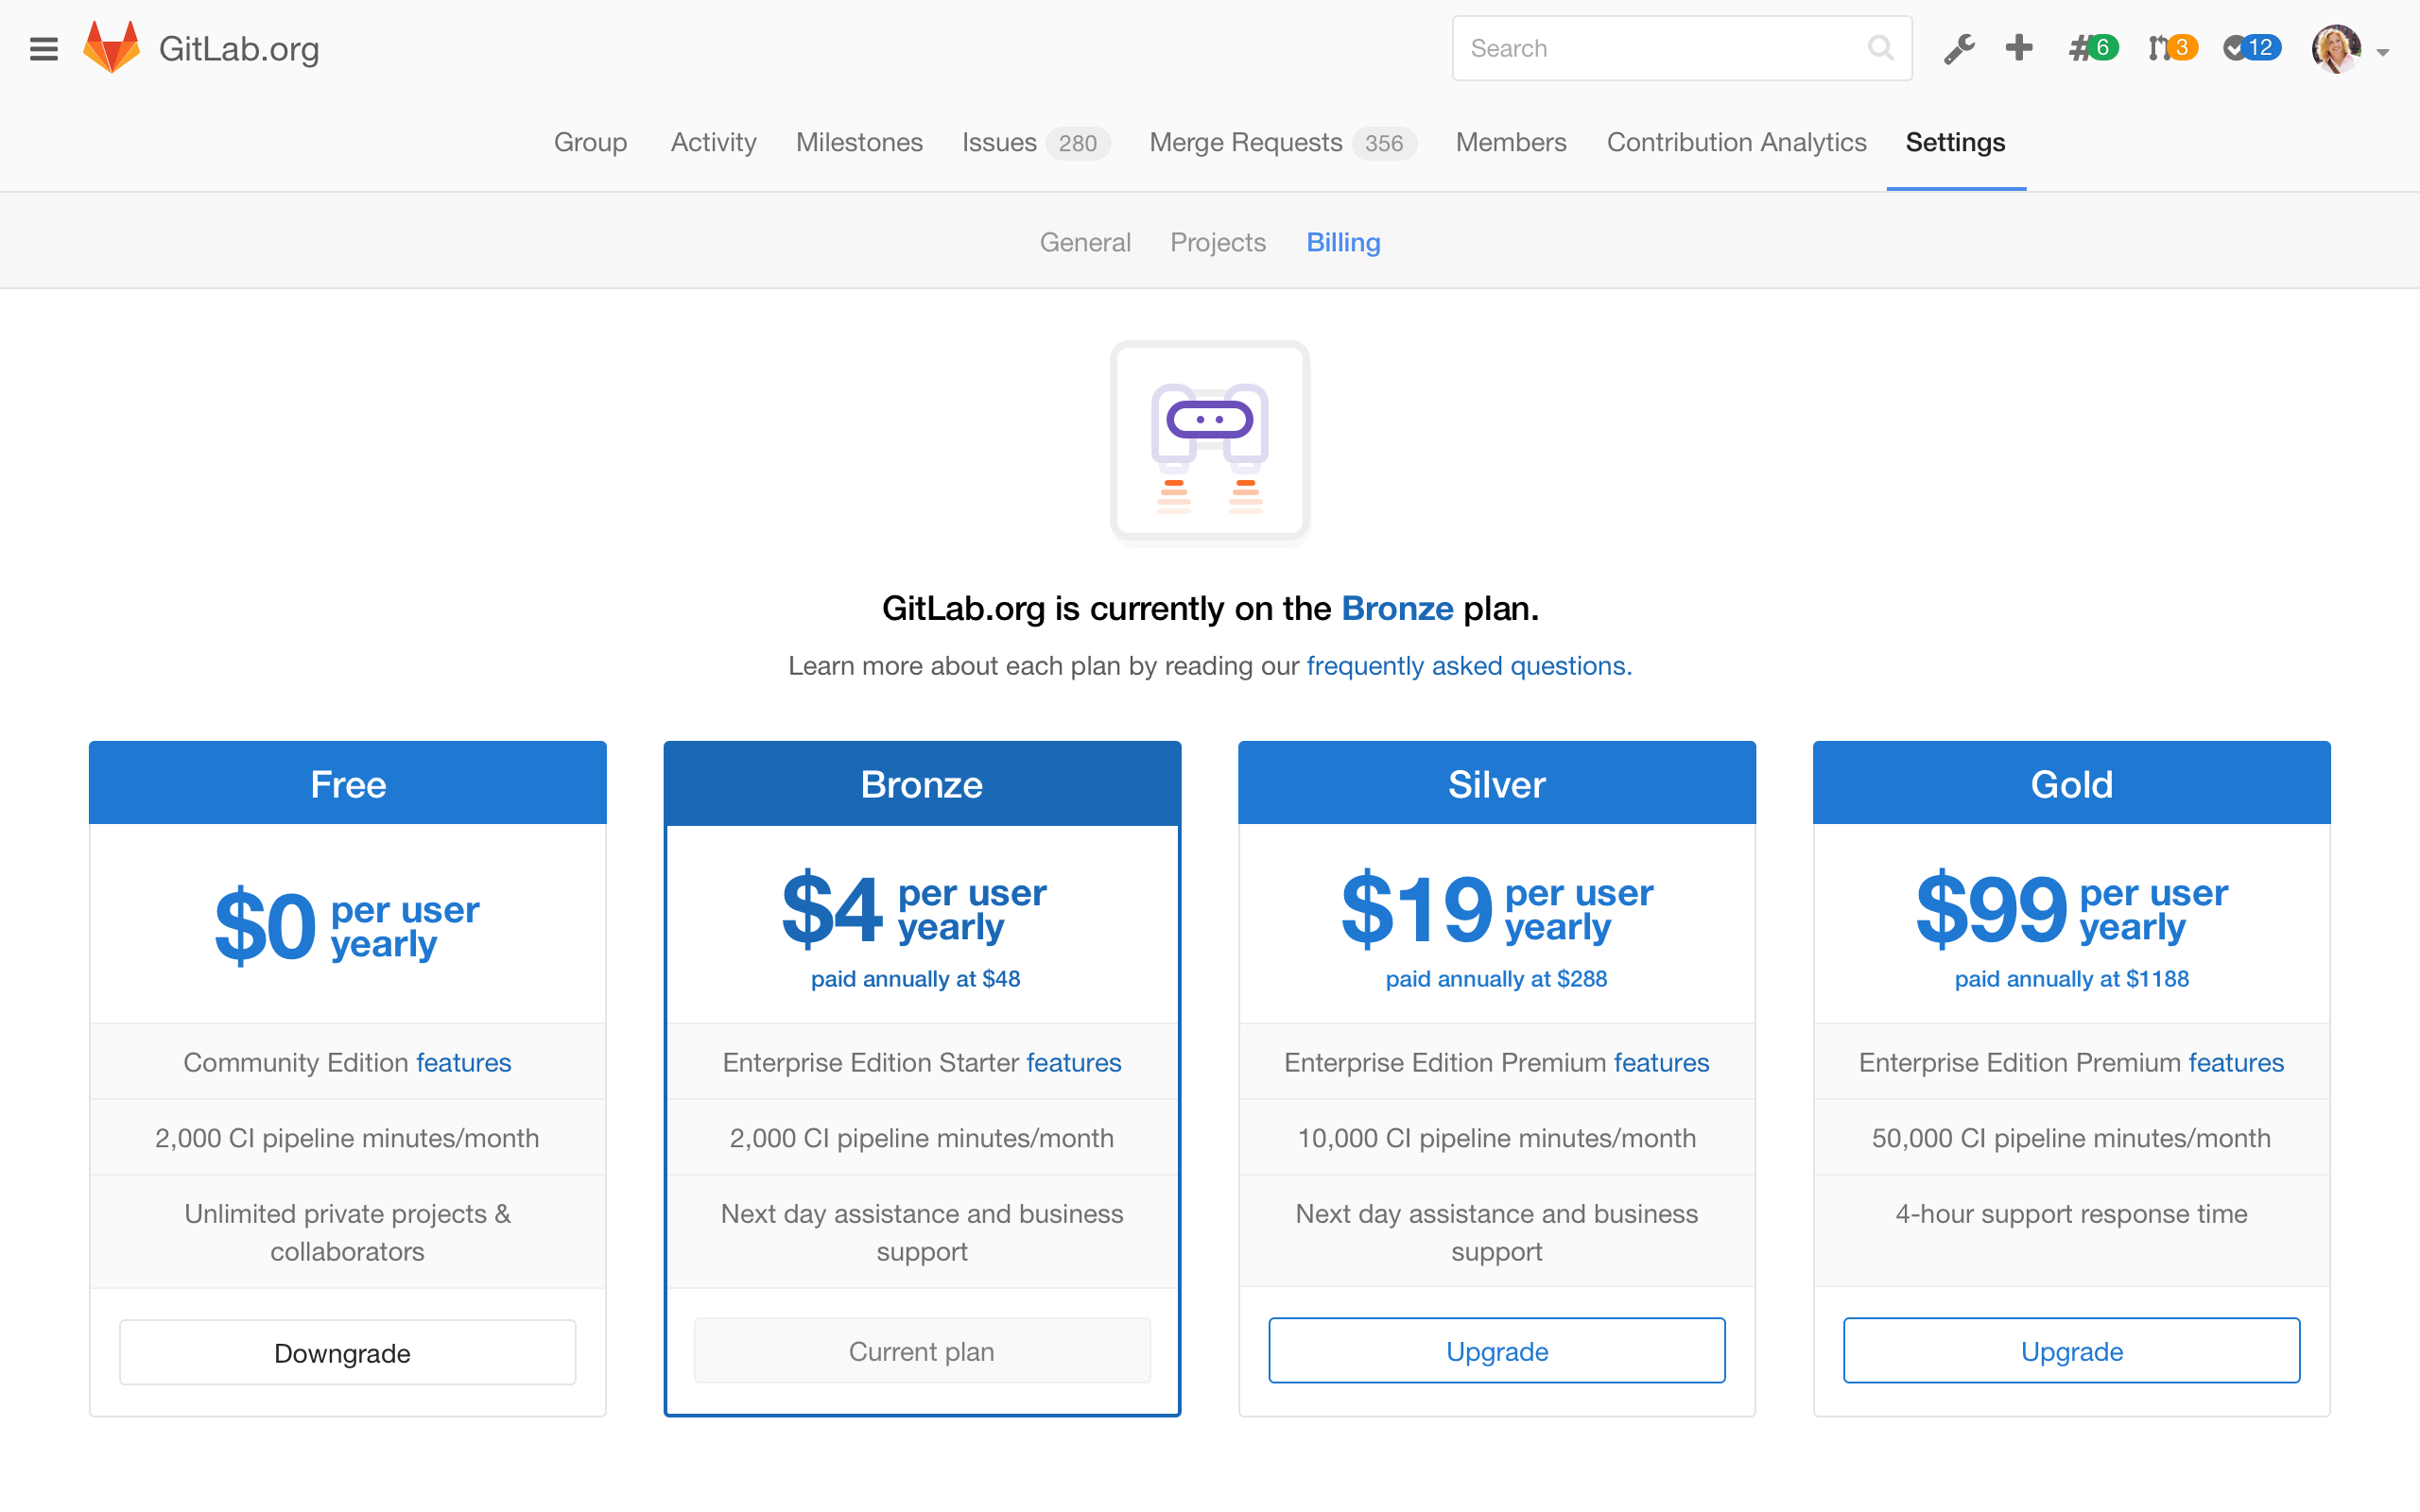 GitLab.org
Search
6
3
12
Group
Activity
Milestones
Issues 280
Merge Requests 356
Members
Contribution Analytics
Settings
General
Projects
Billing
GitLab.org is currently on the Bronze plan.
Learn more about each plan by reading our frequently asked questions.
Free
$0 per user
yearly
Community Edition features
2,000 CI pipeline minutes/month
Unlimited private projects &
collaborators
Downgrade
Bronze
$4 per user
yearly
paid annually at $48
Enterprise Edition Starter features
2,000 CI pipeline minutes/month
Next day assistance and business
support
Current plan
Silver
$19 per user
yearly
paid annually at $288
Enterprise Edition Premium features
10,000 CI pipeline minutes/month
Next day assistance and business
support
Upgrade
Gold
$99 per user
yearly
paid annually at $1188
Enterprise Edition Premium features
50,000 CI pipeline minutes/month
4-hour support response time
Upgrade